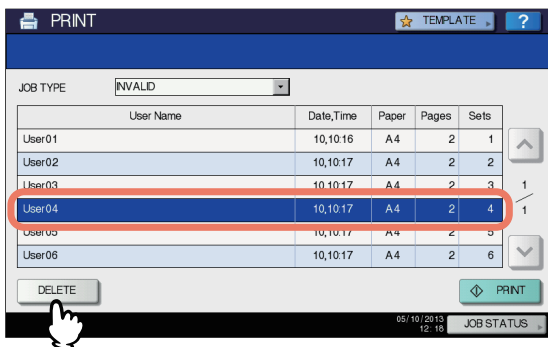 PRINT
TEMPLATE
?
JOB TYPE INVALID
User Name Date,Time Paper Pages Sets
User01 10,10:16 A4 2 1
User02 10,10:17 A4 2 2
User03 10,10:17 A4 2 3
User04 10,10:17 A4 2 4
User05 10,10:17 A4 2 5
User06 10,10:17 A4 2 6
1/1
DELETE
PRINT
05/10/2013
12:18
JOB STATUS